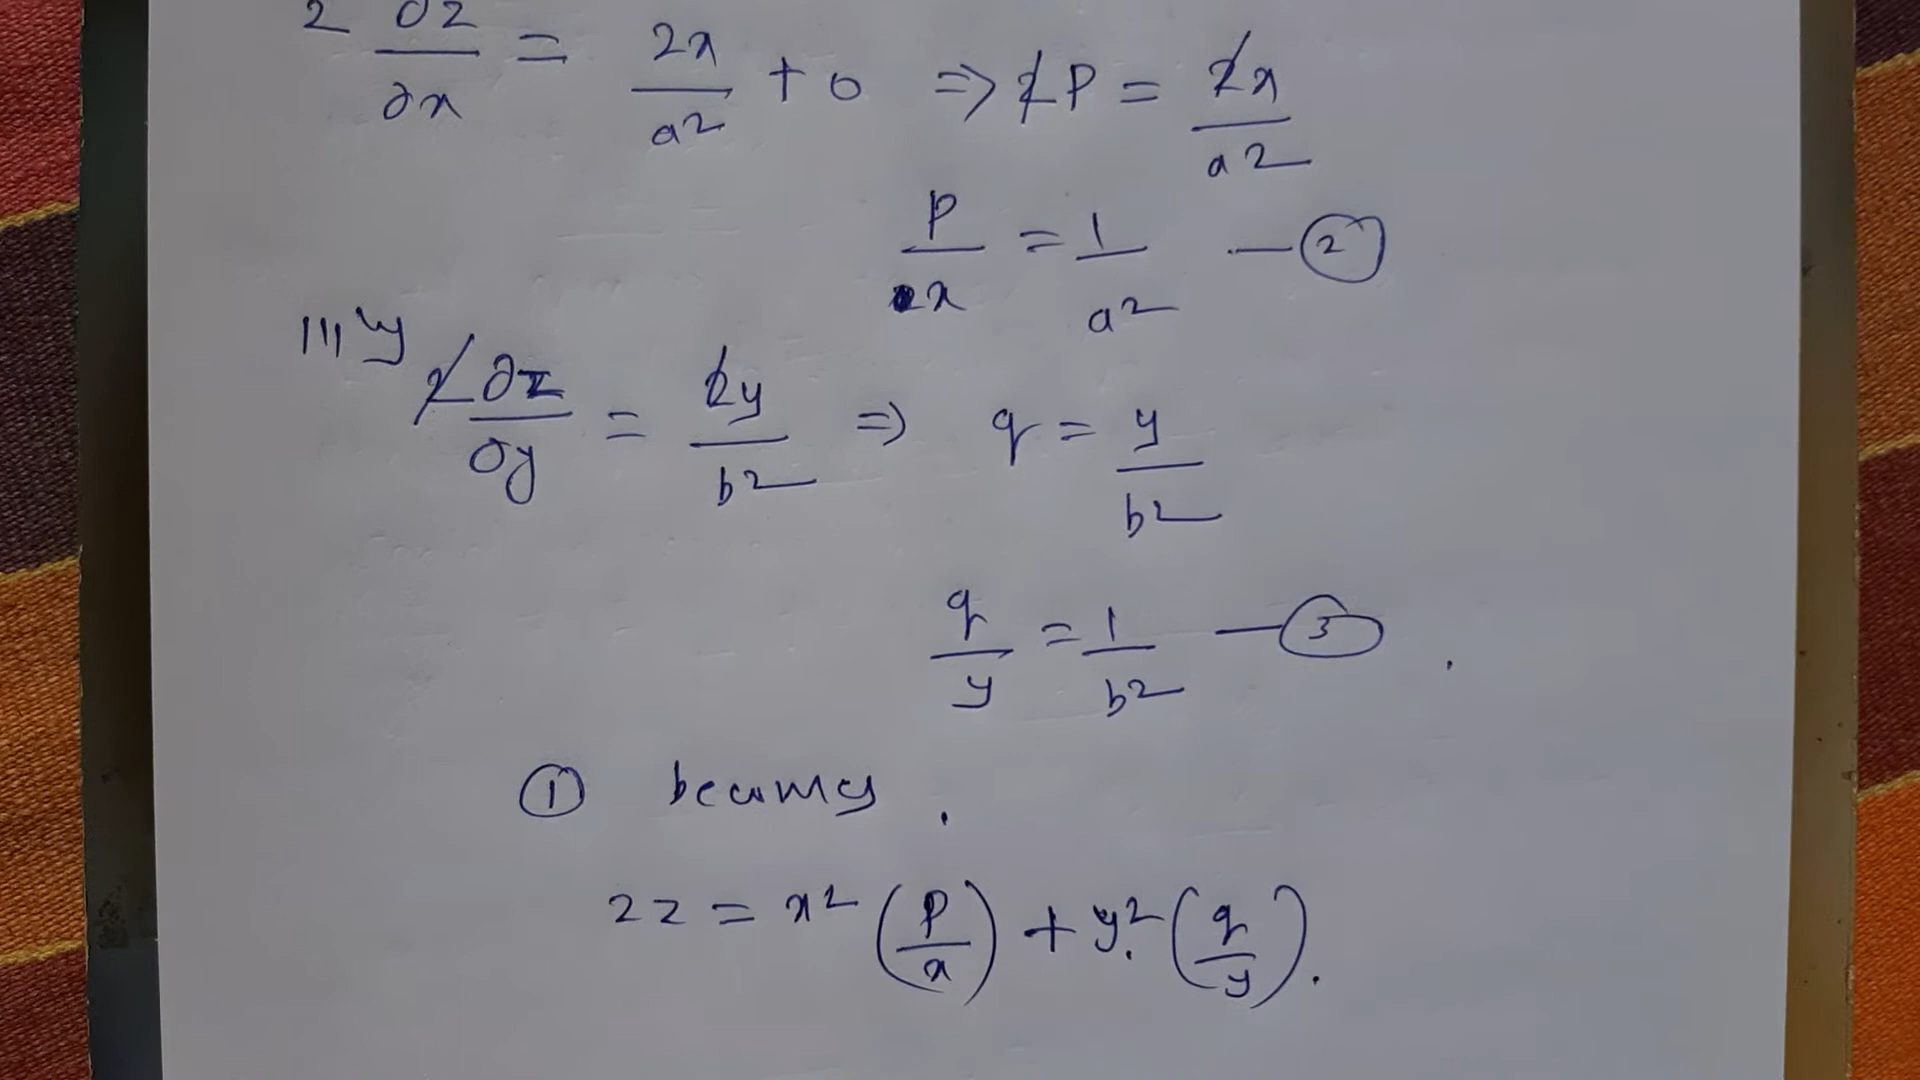 2 ∂z/∂x = 2x/a² + 0 ⇒ 2P = 2x/a²
P/x = 1/a² — ②
|||ly 2∂z/∂y = 2y/b² ⇒ q = y/b²
q/y = 1/b² — ③
① becomes
2z = x² (P/x) + y² (q/y).